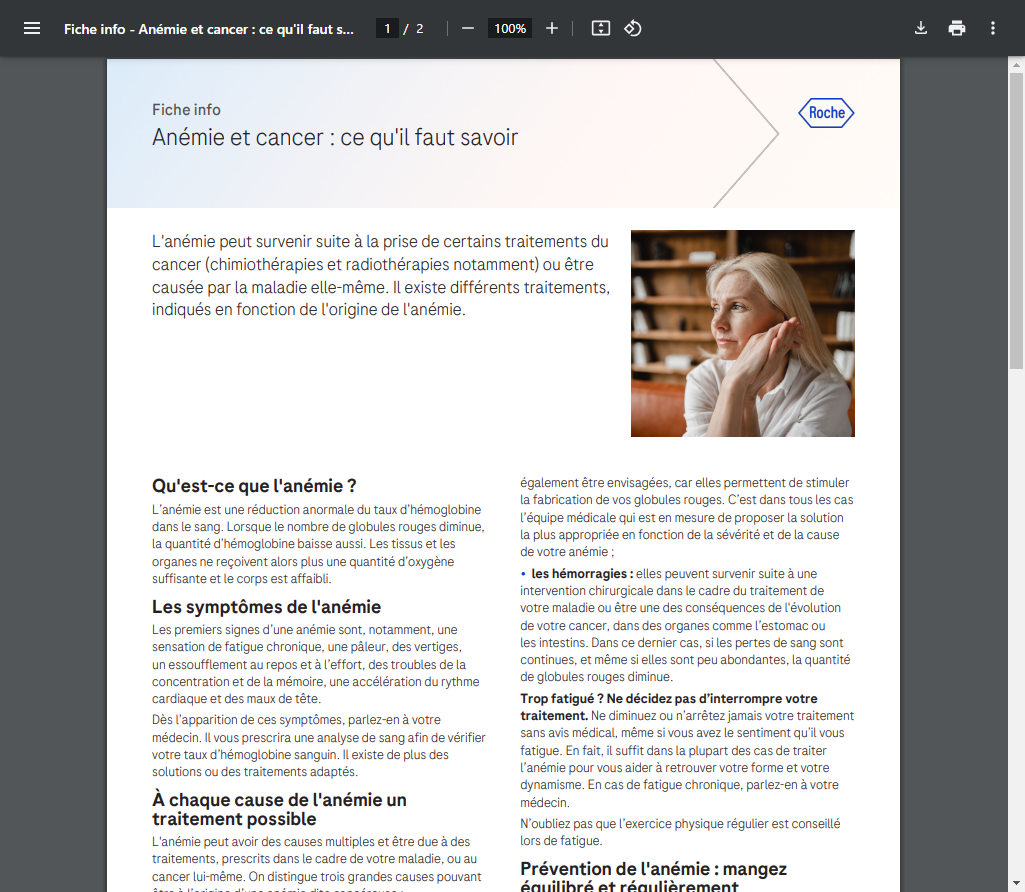 Fiche info - Anémie et cancer : ce qu'il faut s...
1 / 2
100%
Fiche info
Anémie et cancer : ce qu'il faut savoir
Roche
L'anémie peut survenir suite à la prise de certains traitements du
cancer (chimiothérapies et radiothérapies notamment) ou être
causée par la maladie elle-même. Il existe différents traitements,
indiqués en fonction de l'origine de l'anémie.
Qu'est-ce que l'anémie ?
L’anémie est une réduction anormale du taux d’hémoglobine
dans le sang. Lorsque le nombre de globules rouges diminue,
la quantité d’hémoglobine baisse aussi. Les tissus et les
organes ne reçoivent alors plus une quantité d’oxygène
suffisante et le corps est affaibli.
Les symptômes de l'anémie
Les premiers signes d’une anémie sont, notamment, une
sensation de fatigue chronique, une pâleur, des vertiges,
un essoufflement au repos et à l’effort, des troubles de la
concentration et de la mémoire, une accélération du rythme
cardiaque et des maux de tête.
Dès l’apparition de ces symptômes, parlez-en à votre
médecin. Il vous prescrira une analyse de sang afin de vérifier
votre taux d’hémoglobine sanguin. Il existe de plus des
solutions ou des traitements adaptés.
À chaque cause de l'anémie un
traitement possible
L'anémie peut avoir des causes multiples et être due à des
traitements, prescrits dans le cadre de votre maladie, ou au
cancer lui-même. On distingue trois grandes causes pouvant
être à l’origine d’une anémie dite cancéreuse :
également être envisagées, car elles permettent de stimuler
la fabrication de vos globules rouges. C’est dans tous les cas
l’équipe médicale qui est en mesure de proposer la solution
la plus appropriée en fonction de la sévérité et de la cause
de votre anémie ;
• les hémorragies : elles peuvent survenir suite à une
intervention chirurgicale dans le cadre du traitement de
votre maladie ou être une des conséquences de l'évolution
de votre cancer, dans des organes comme l’estomac ou
les intestins. Dans ce dernier cas, si les pertes de sang sont
continues, et même si elles sont peu abondantes, la quantité
de globules rouges diminue.
Trop fatigué ? Ne décidez pas d’interrompre votre
traitement. Ne diminuez ou n’arrêtez jamais votre traitement
sans avis médical, même si vous avez le sentiment qu’il vous
fatigue. En fait, il suffit dans la plupart des cas de traiter
l’anémie pour vous aider à retrouver votre forme et votre
dynamisme. En cas de fatigue chronique, parlez-en à votre
médecin.
N’oubliez pas que l’exercice physique régulier est conseillé
lors de fatigue.
Prévention de l'anémie : mangez
équilibré et régulièrement